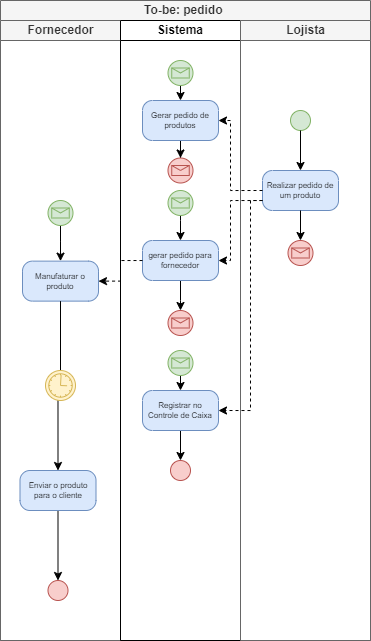 To-be: pedido
Fornecedor
Sistema
Lojista
Gerar pedido de
produtos
Realizar pedido de
um produto
gerar pedido para
fornecedor
Manufaturar o
produto
Registrar no
Controle de Caixa
Enviar o produto
para o cliente